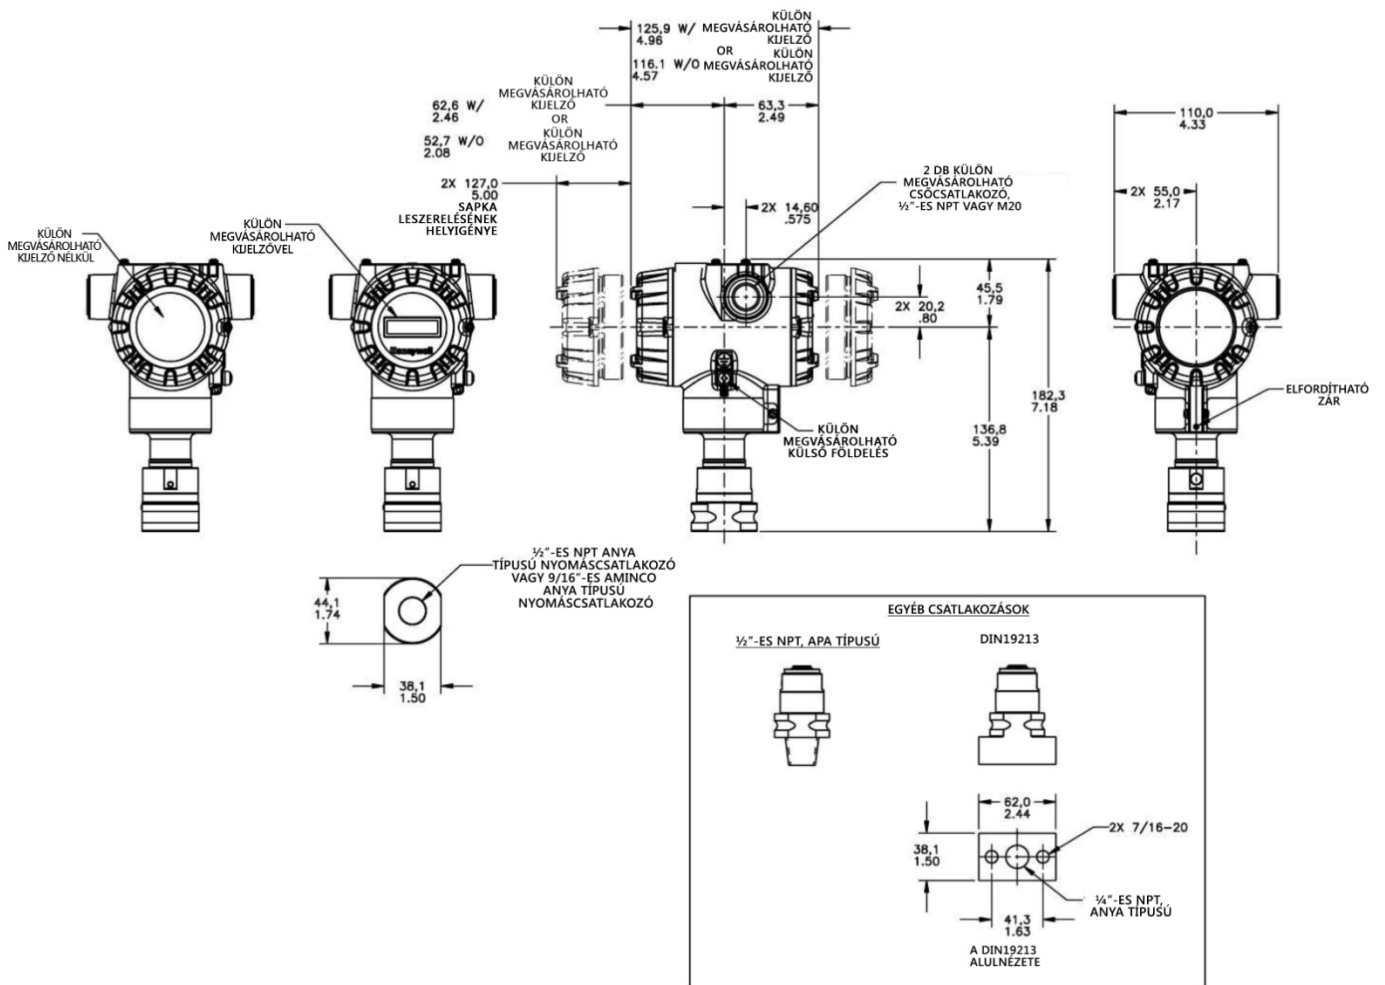 125,9 W/
4.96
KÜLÖN
MEGVÁSÁROLHATÓ
KIJELZŐ
OR
116.1 W/O
4.57
KÜLÖN
MEGVÁSÁROLHATÓ
KIJELZŐ
62,6 W/
2.46
KÜLÖN
MEGVÁSÁROLHATÓ
KIJELZŐ
OR
52,7 W/O
2.08
KÜLÖN
MEGVÁSÁROLHATÓ
KIJELZŐ
63,3
2.49
110,0
4.33
2X 127,0
5.00
SAPKA
LESZERELÉSÉNEK
HELYIGÉNYE
2X 14,60
.575
2 DB KÜLÖN
MEGVÁSÁROLHATÓ
CSŐCSATLAKOZÓ,
½"-ES NPT VAGY M20
2X 55,0
2.17
KÜLÖN
MEGVÁSÁROLHATÓ
KIJELZŐ NÉLKÜL
KÜLÖN
MEGVÁSÁROLHATÓ
KIJELZŐVEL
Honeywell
2X 20,2
.80
45,5
1.79
182,3
7.18
136,8
5.39
KÜLÖN
MEGVÁSÁROLHATÓ
KÜLSŐ FÖLDELÉS
ELFORDÍTHATÓ
ZÁR
½"-ES NPT ANYA
TÍPUSÚ NYOMÁSCSATLAKOZÓ
VAGY 9/16"-ES AMINCO
ANYA TÍPUSÚ
NYOMÁSCSATLAKOZÓ
44,1
1.74
38,1
1.50
EGYÉB CSATLAKOZÁSOK
½"-ES NPT, APA TÍPUSÚ
DIN19213
62,0
2.44
2X 7/16-20
38,1
1.50
¼"-ES NPT,
ANYA TÍPUSÚ
41,3
1.63
A DIN19213
ALULNÉZETE